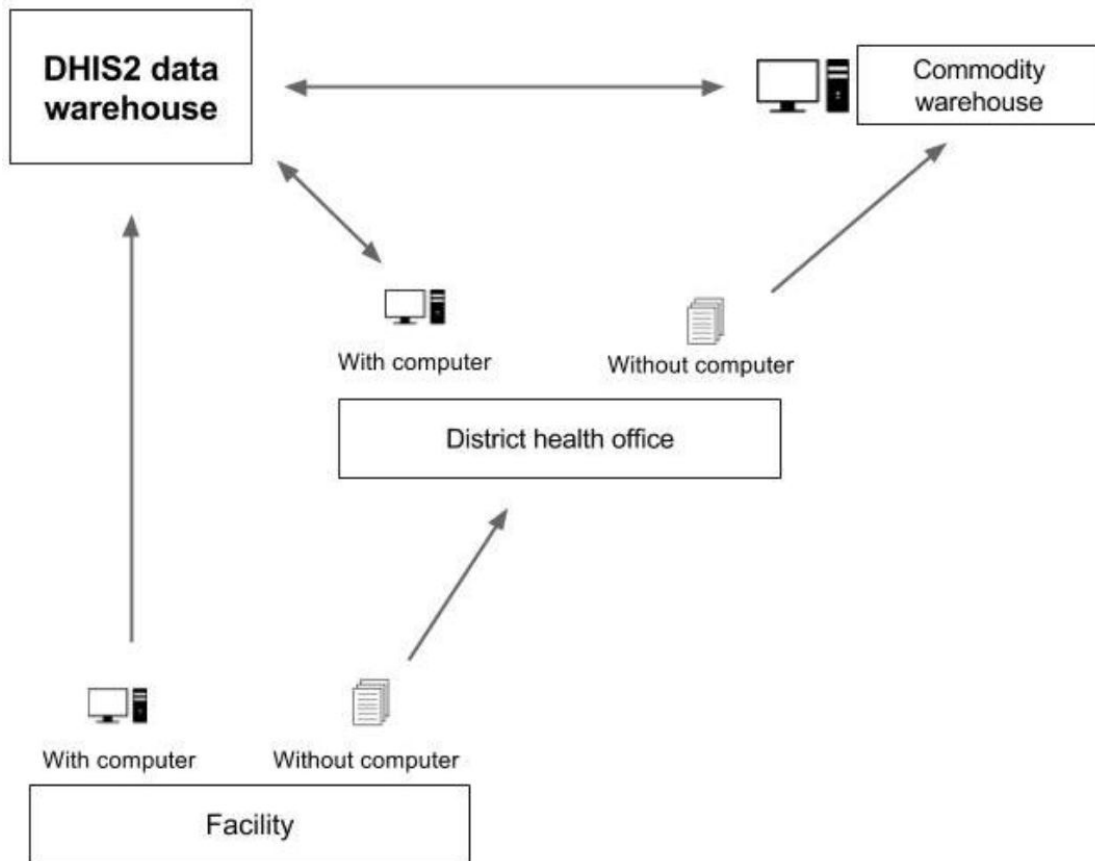 DHIS2 data
warehouse
Commodity
warehouse
With computer
Without computer
District health office
With computer
Without computer
Facility